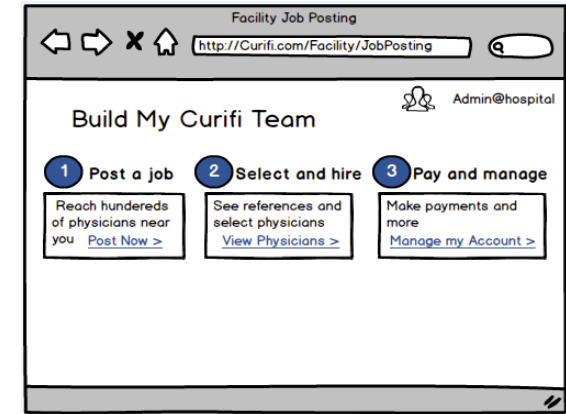 Facility Job Posting
http://Curifi.com/Facility/JobPosting
Admin@hospital
Build My Curifi Team
1 Post a job
2 Select and hire
3 Pay and manage
Reach hundereds
of physicians near
you Post Now >
See references and
select physicians
View Physicians >
Make payments and
more
Manage my Account >